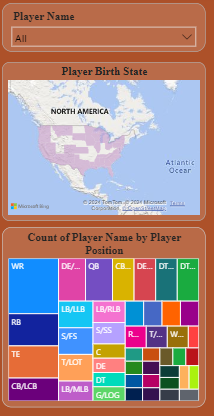 Player Name
All
Player Birth State
NORTH AMERICA
Atlantic
Ocean
Microsoft Bing
© 2024 TomTom, © 2024 Microsoft
Corporation, © OpenStreetMap Terms
Count of Player Name by Player
Position
WR
DE/...
QB
CB...
DE...
DT...
DT...
RB
LB/ILB
LB/RLB
S/FS
S/SS
R...
T/...
W...
TE
T/LOT
C
DE
CB/LCB
LB/MLB
DT
G/LOG